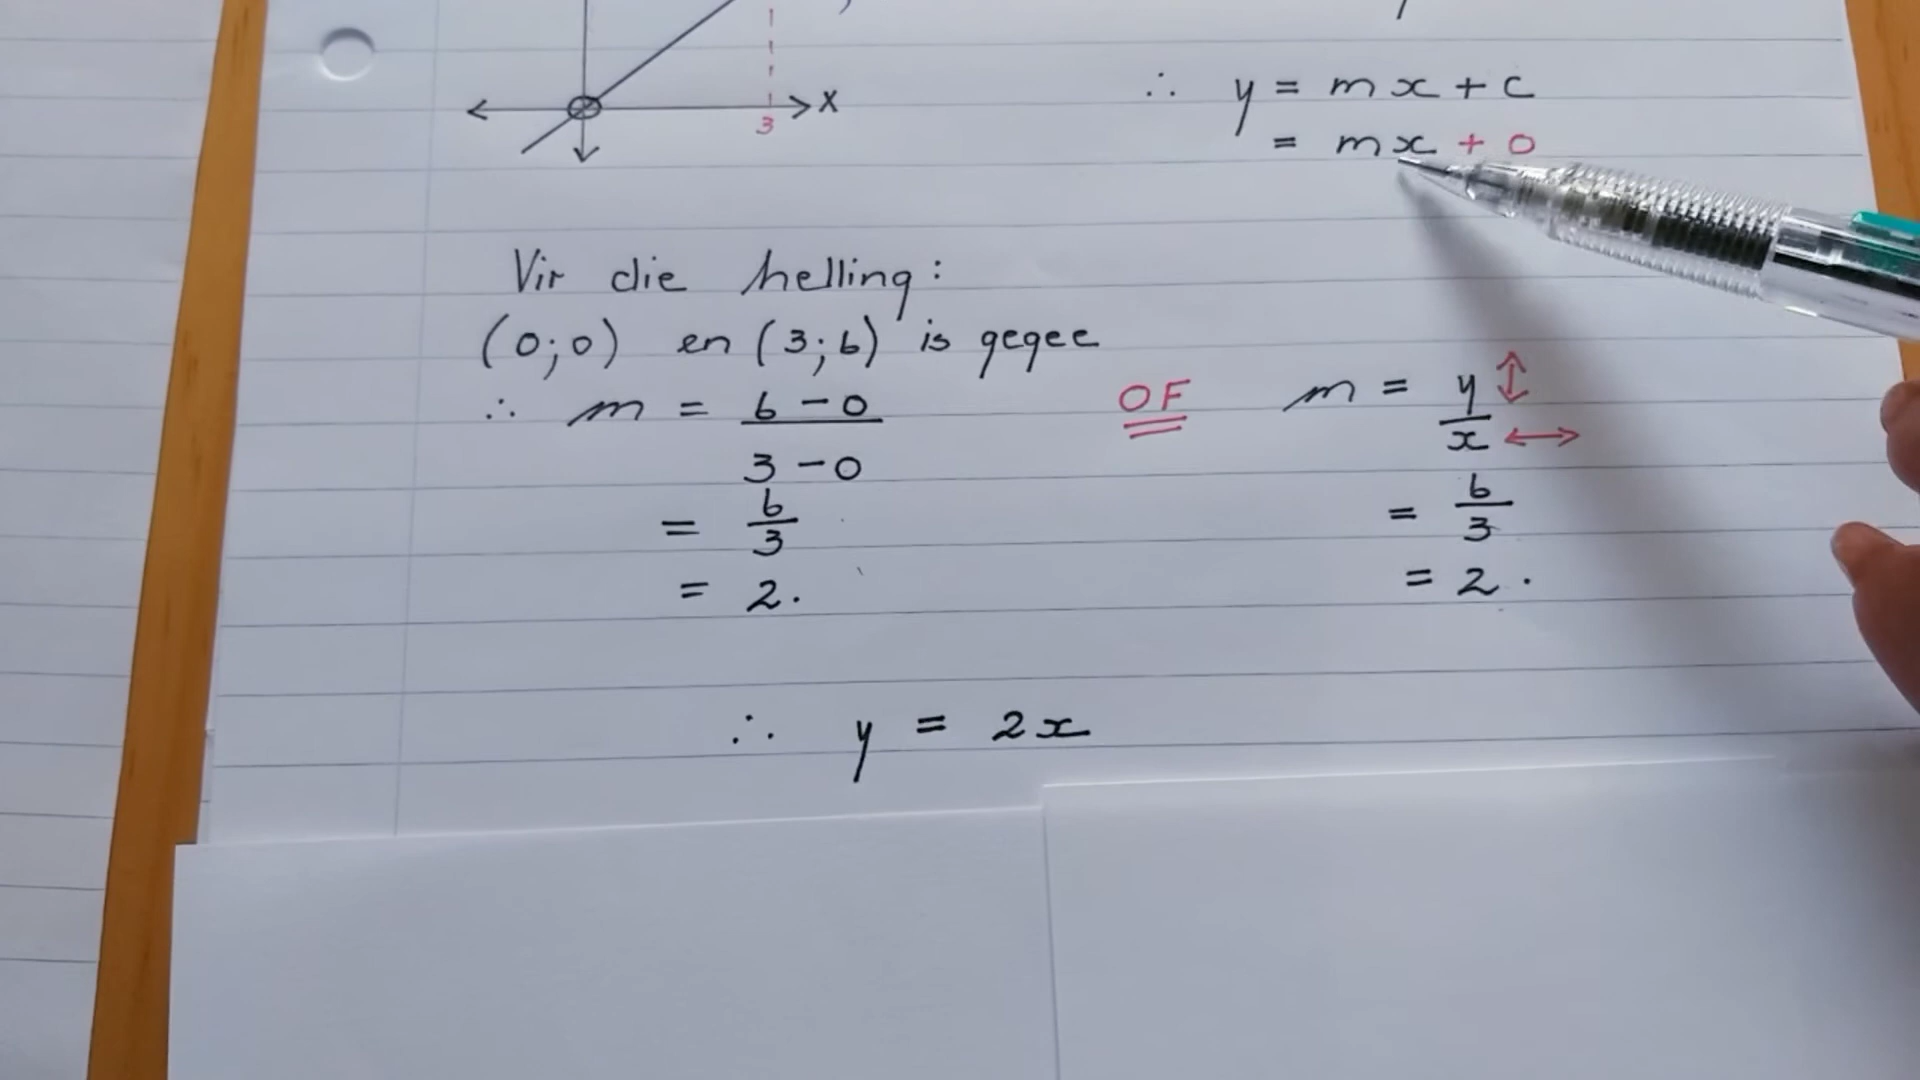 x
3
∴ y = mx + c
= mx + 0
Vir die helling:
(0;0) en (3;6) is gegee
∴ m = 6 - 0
3 - 0
= 6
3
= 2.
OF
m = y ↕
x ↔
= 6
3
= 2.
∴ y = 2x